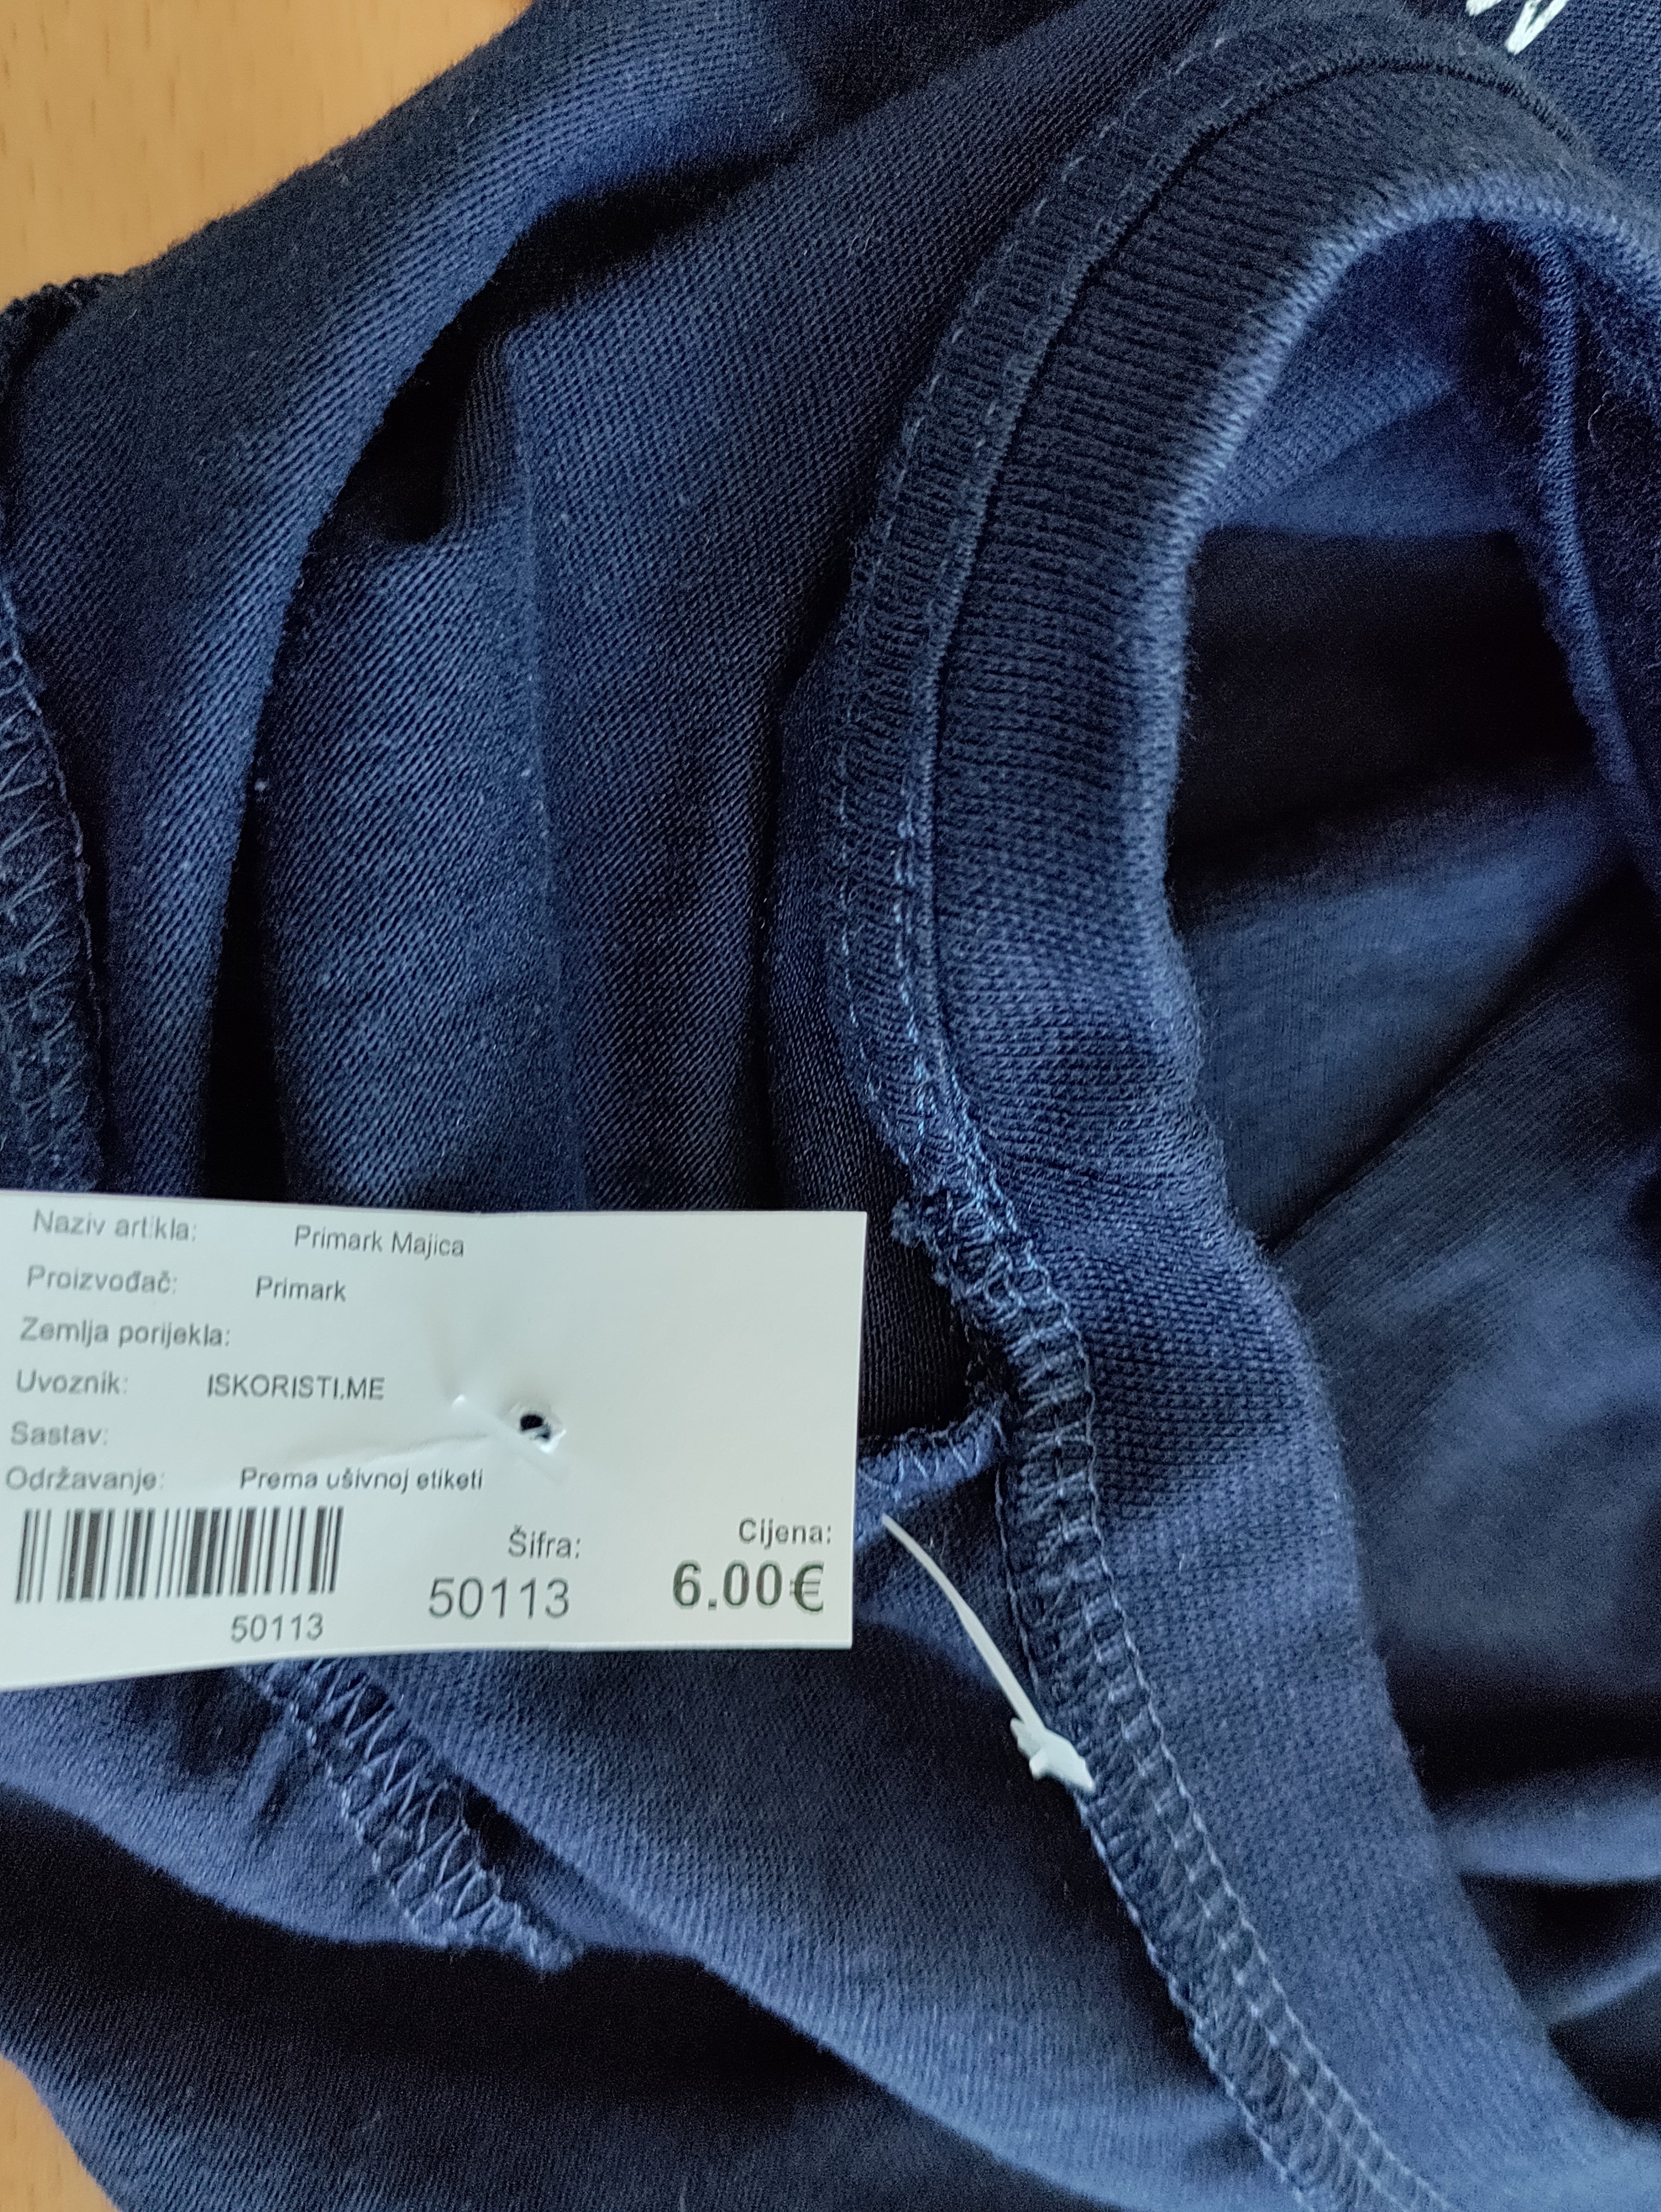 Naziv artikla: Primark Majica
Proizvođač: Primark
Zemlja porijekla:
Uvoznik: ISKORISTI.ME
Sastav:
Održavanje: Prema ušivnoj etiketi
Šifra: Cijena:
50113 6.00€
50113